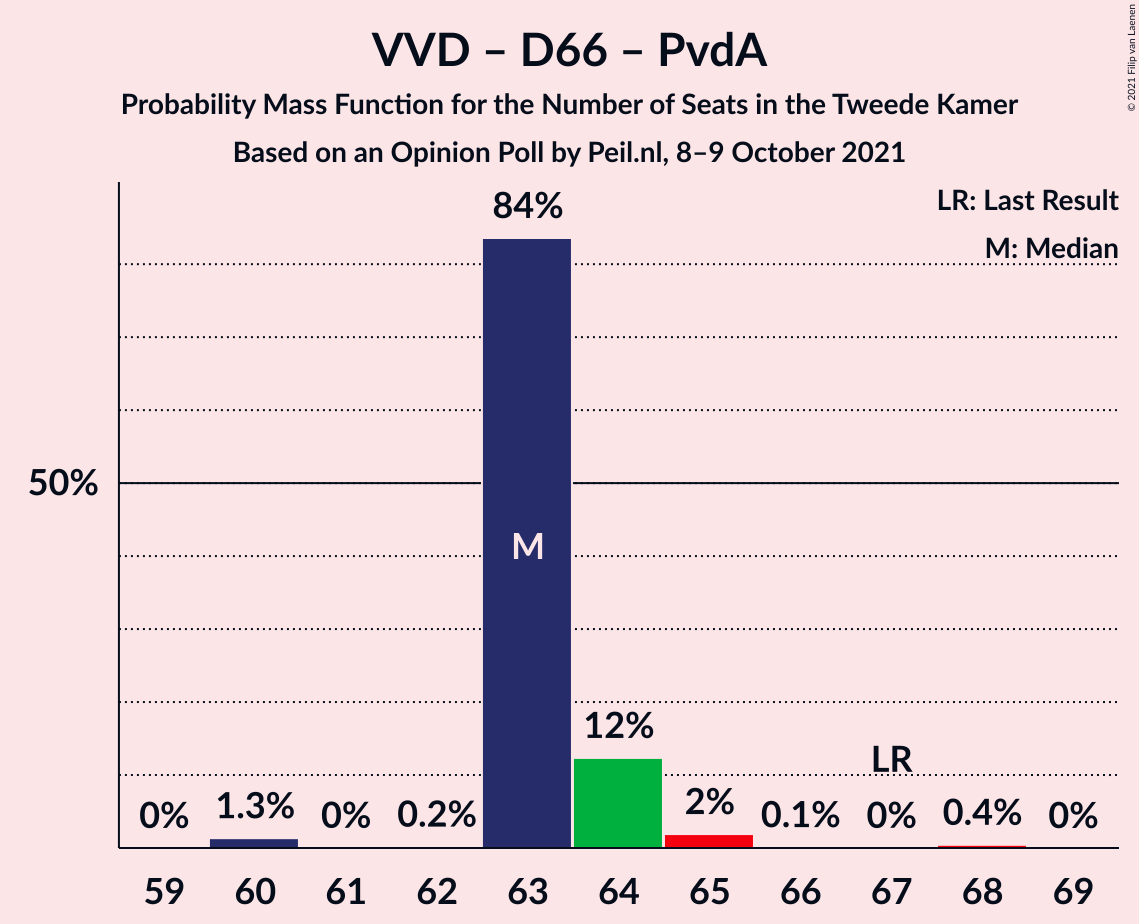 VVD – D66 – PvdA
Probability Mass Function for the Number of Seats in the Tweede Kamer
Based on an Opinion Poll by Peil.nl, 8–9 October 2021
© 2021 Filip van Laenen
LR: Last Result
M: Median
84%
50%
M
12%
LR
0% 1.3% 0% 0.2% 2% 0.1% 0% 0.4% 0%
59 60 61 62 63 64 65 66 67 68 69